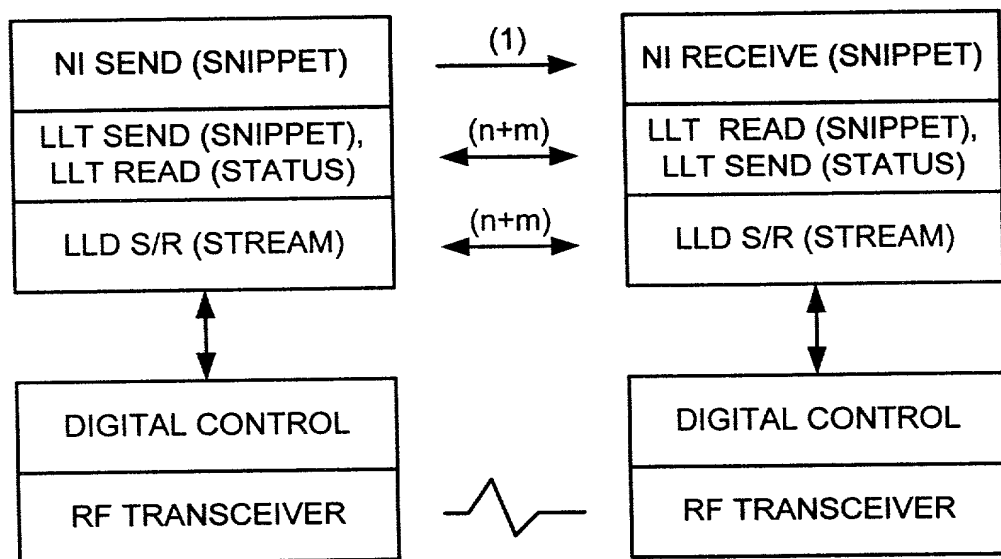 NI SEND (SNIPPET)
(1)
NI RECEIVE (SNIPPET)
LLT SEND (SNIPPET),
LLT READ (STATUS)
(n+m)
LLT READ (SNIPPET),
LLT SEND (STATUS)
LLD S/R (STREAM)
(n+m)
LLD S/R (STREAM)
DIGITAL CONTROL
DIGITAL CONTROL
RF TRANSCEIVER
RF TRANSCEIVER